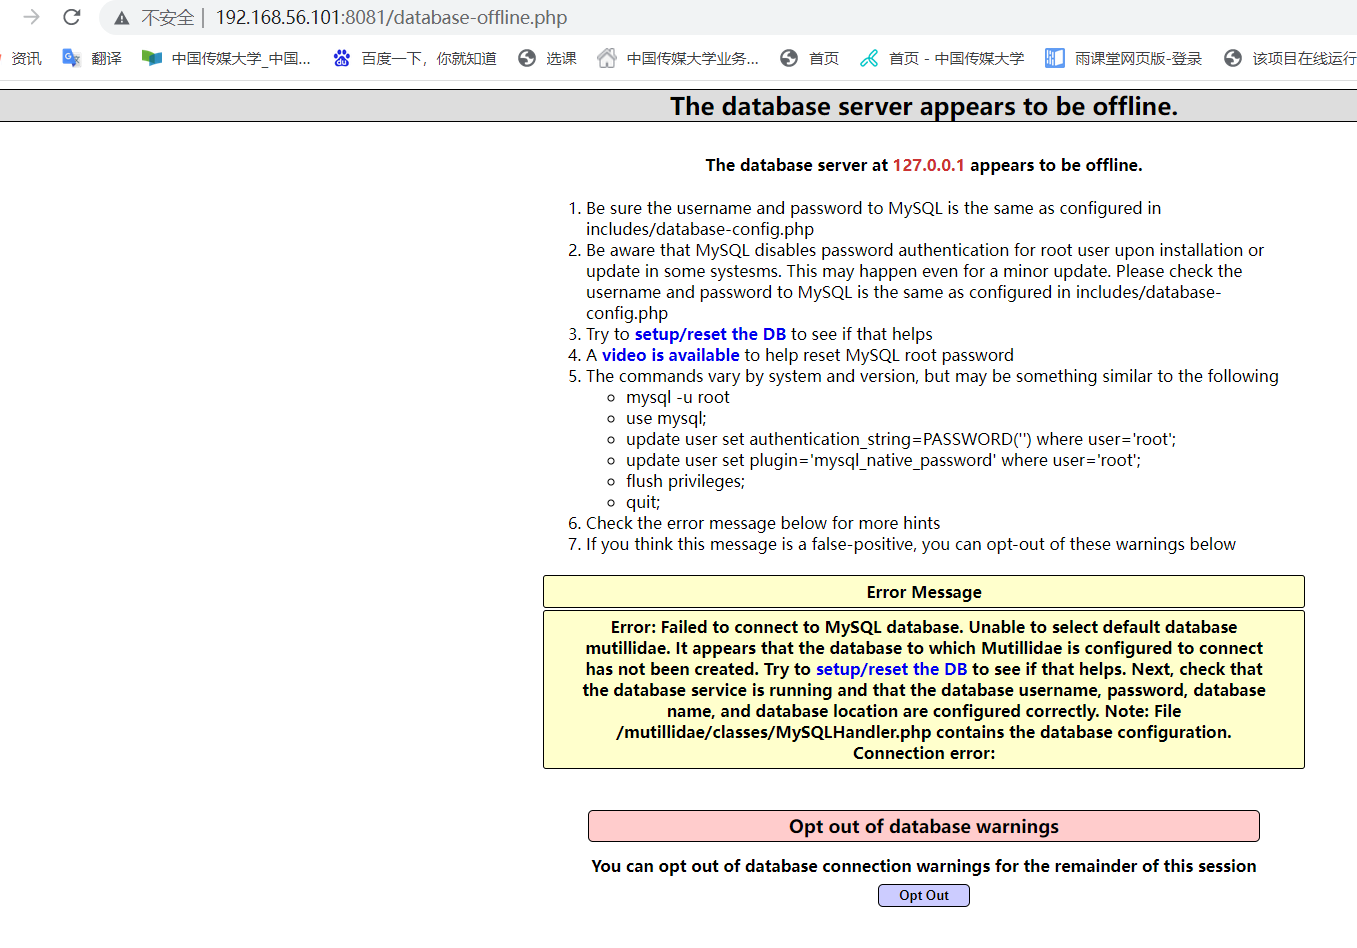 不安全 | 192.168.56.101:8081/database-offline.php
资讯 翻译 中国传媒大学_中国... 百度一下，你就知道 选课 中国传媒大学业务... 首页 首页 - 中国传媒大学 雨课堂网页版-登录 该项目在线运行
The database server appears to be offline.
The database server at 127.0.0.1 appears to be offline.
1. Be sure the username and password to MySQL is the same as configured in
includes/database-config.php
2. Be aware that MySQL disables password authentication for root user upon installation or
update in some systesms. This may happen even for a minor update. Please check the
username and password to MySQL is the same as configured in includes/database-
config.php
3. Try to setup/reset the DB to see if that helps
4. A video is available to help reset MySQL root password
5. The commands vary by system and version, but may be something similar to the following
mysql -u root
use mysql;
update user set authentication_string=PASSWORD('') where user='root';
update user set plugin='mysql_native_password' where user='root';
flush privileges;
quit;
6. Check the error message below for more hints
7. If you think this message is a false-positive, you can opt-out of these warnings below
Error Message
Error: Failed to connect to MySQL database. Unable to select default database
mutillidae. It appears that the database to which Mutillidae is configured to connect
has not been created. Try to setup/reset the DB to see if that helps. Next, check that
the database service is running and that the database username, password, database
name, and database location are configured correctly. Note: File
/mutillidae/classes/MySQLHandler.php contains the database configuration.
Connection error:
Opt out of database warnings
You can opt out of database connection warnings for the remainder of this session
Opt Out